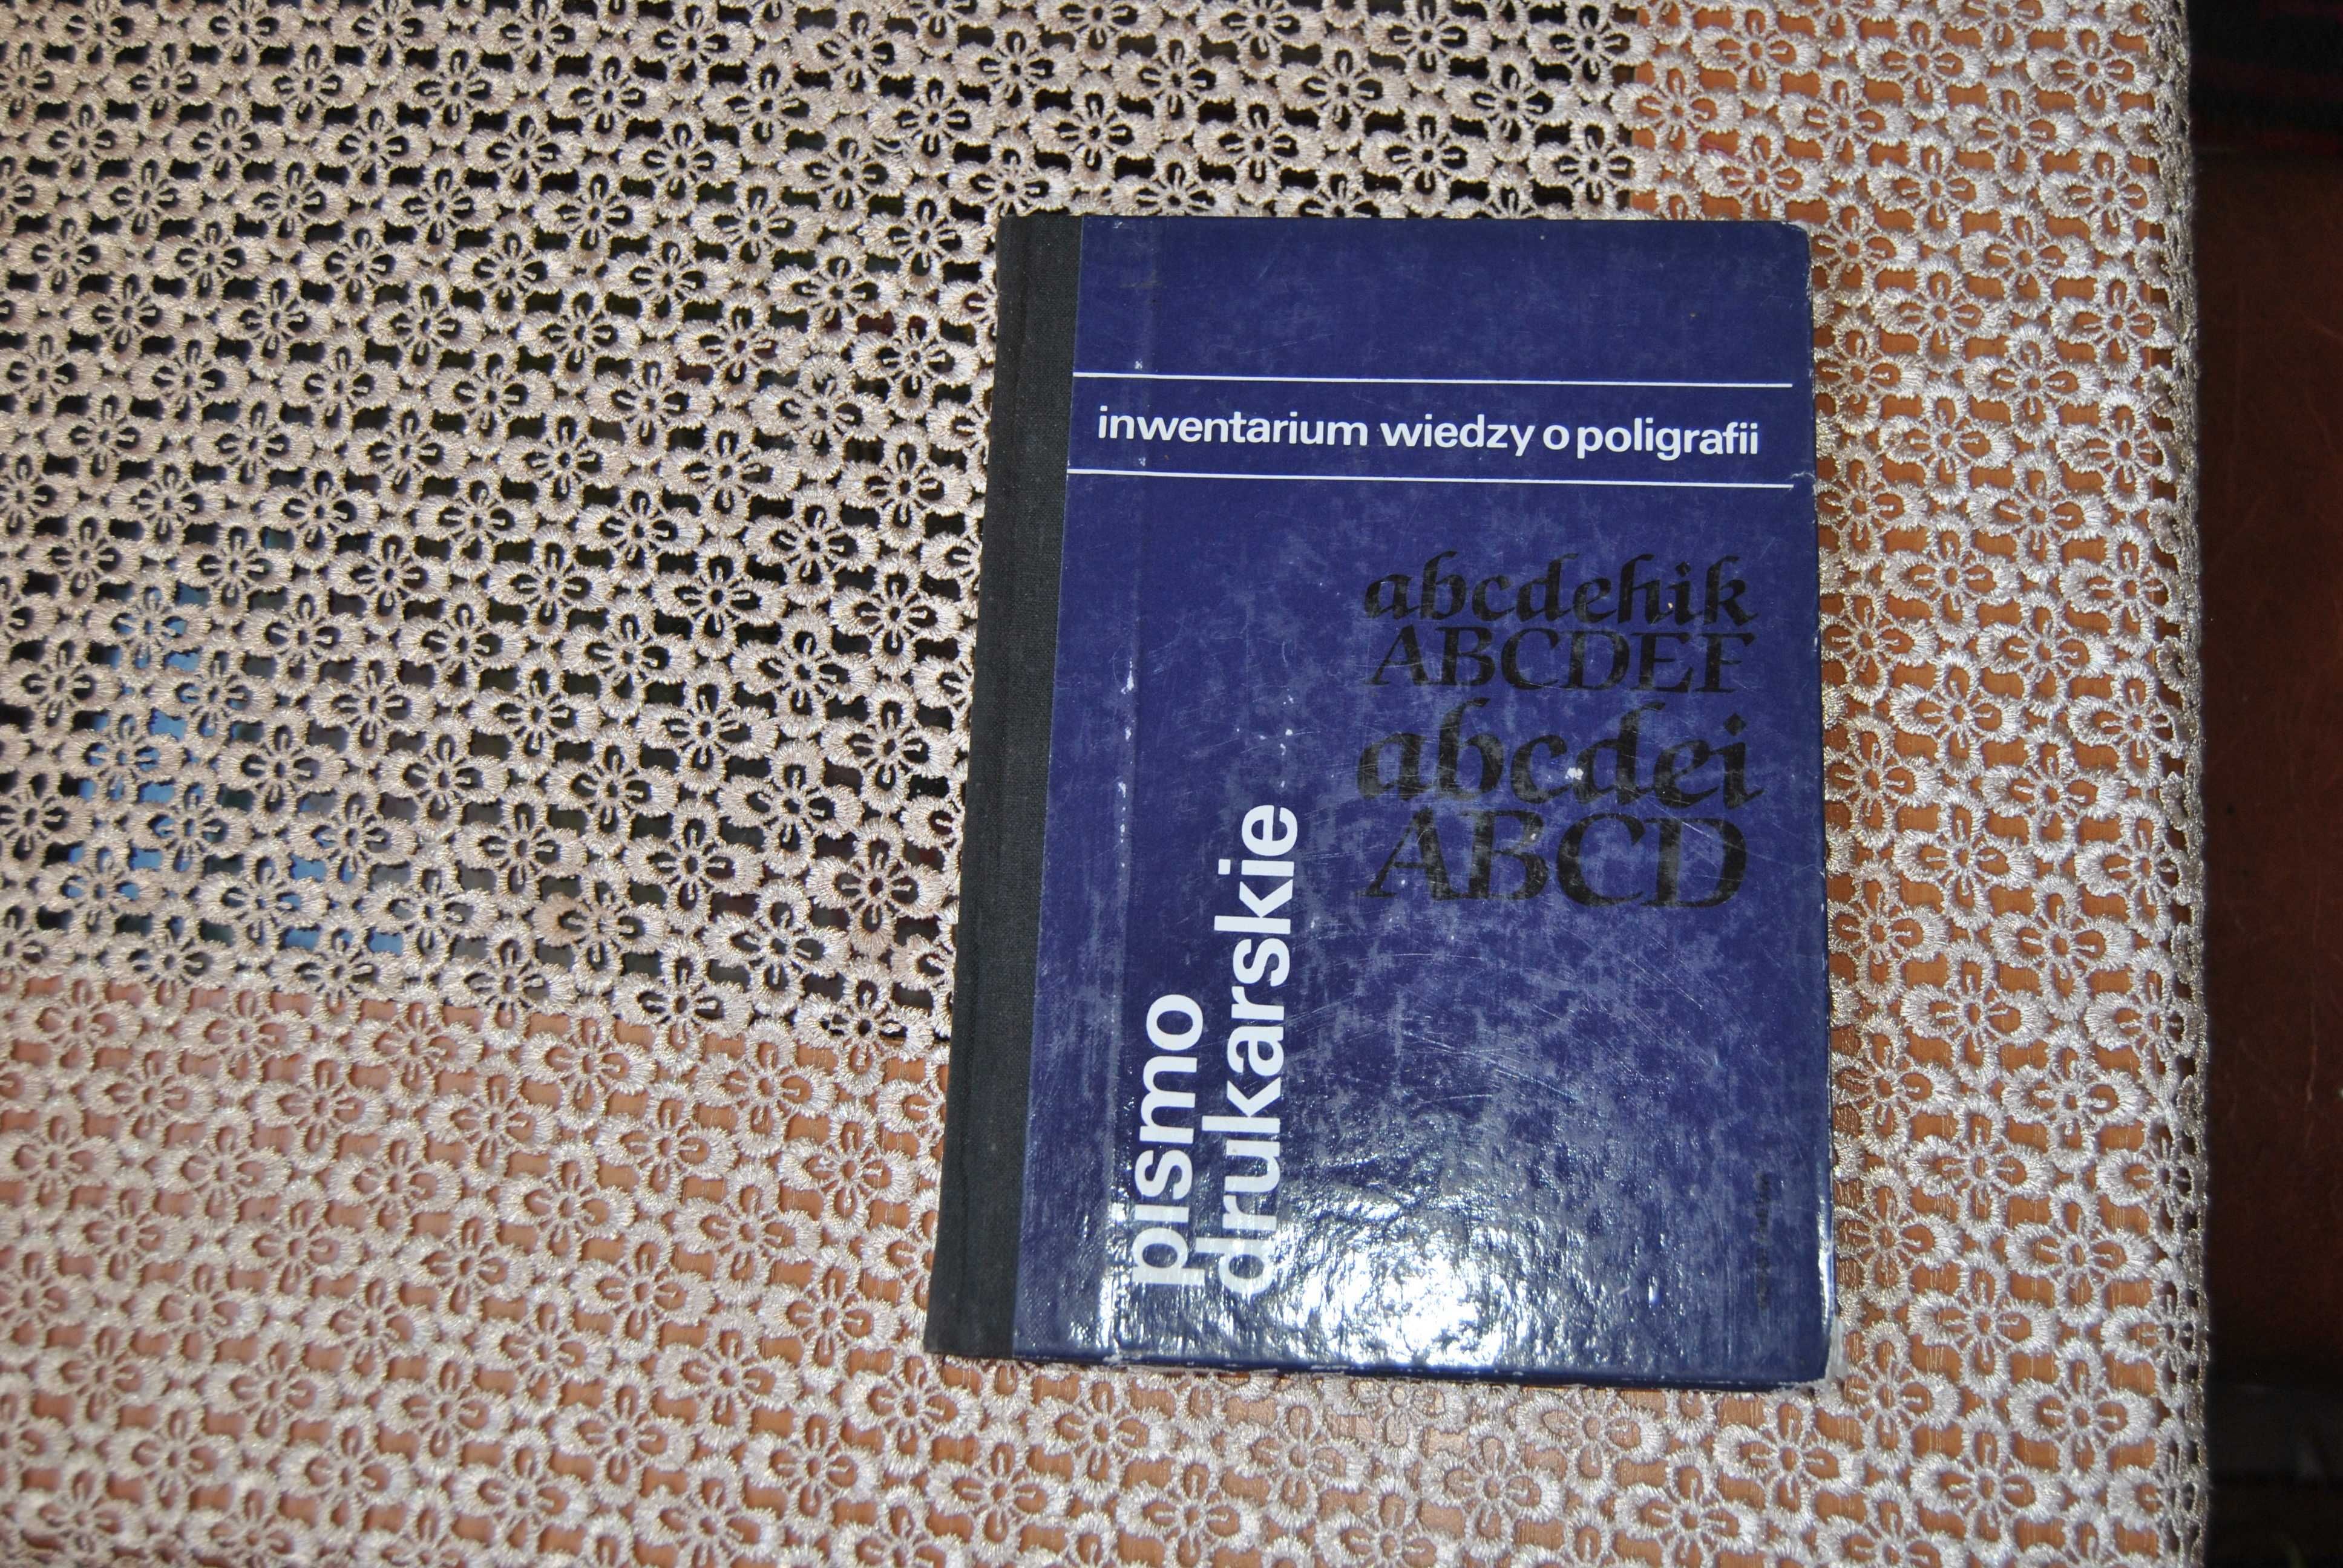 inwentarium wiedzy o poligrafii
abcdehik
ABCDEF
abcdei
ABCD
pismo
drukarskie